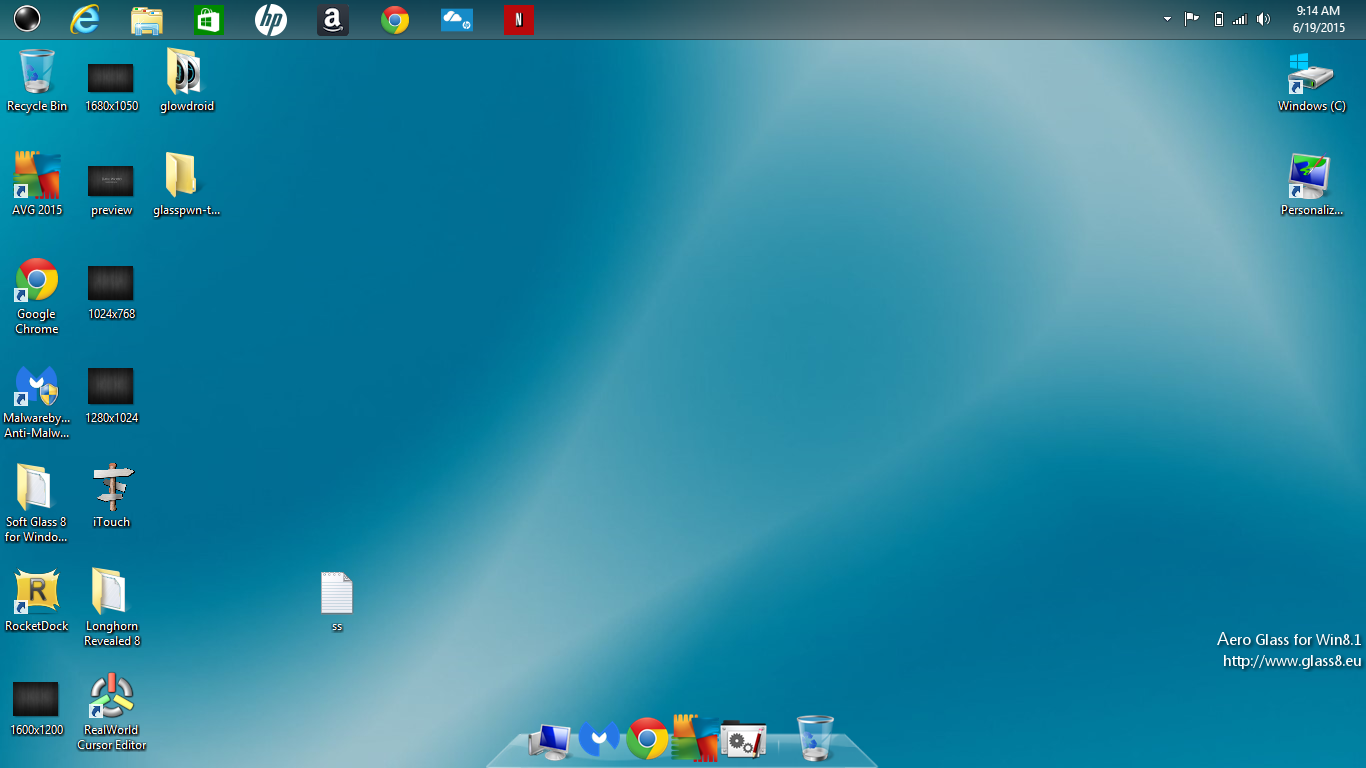 hp
a
hp
N
9:14 AM
6/19/2015
Recycle Bin
1680x1050
glowdroid
Windows (C)
AVG 2015
preview
glasspwn-t...
Personaliz...
Google
Chrome
1024x768
Malwareby...
Anti-Malw...
1280x1024
Soft Glass 8
for Windo...
iTouch
R
RocketDock
Longhorn
Revealed 8
ss
Aero Glass for Win8.1
http://www.glass8.eu
1600x1200
RealWorld
Cursor Editor